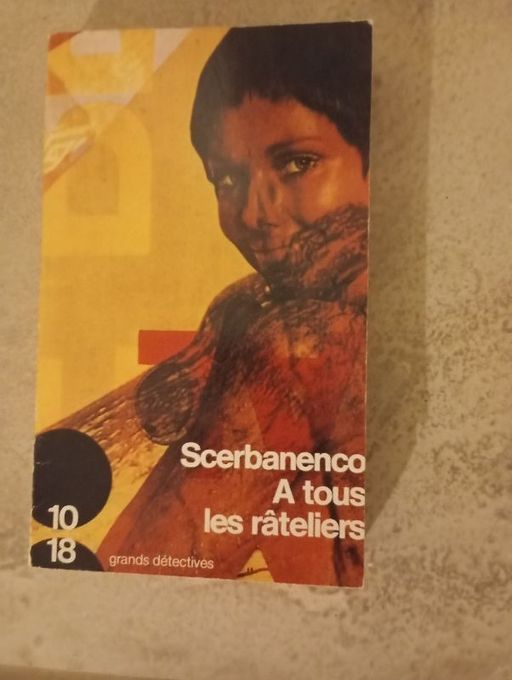 Scerbanenco
A tous
les râteliers
10
18
grands détectives